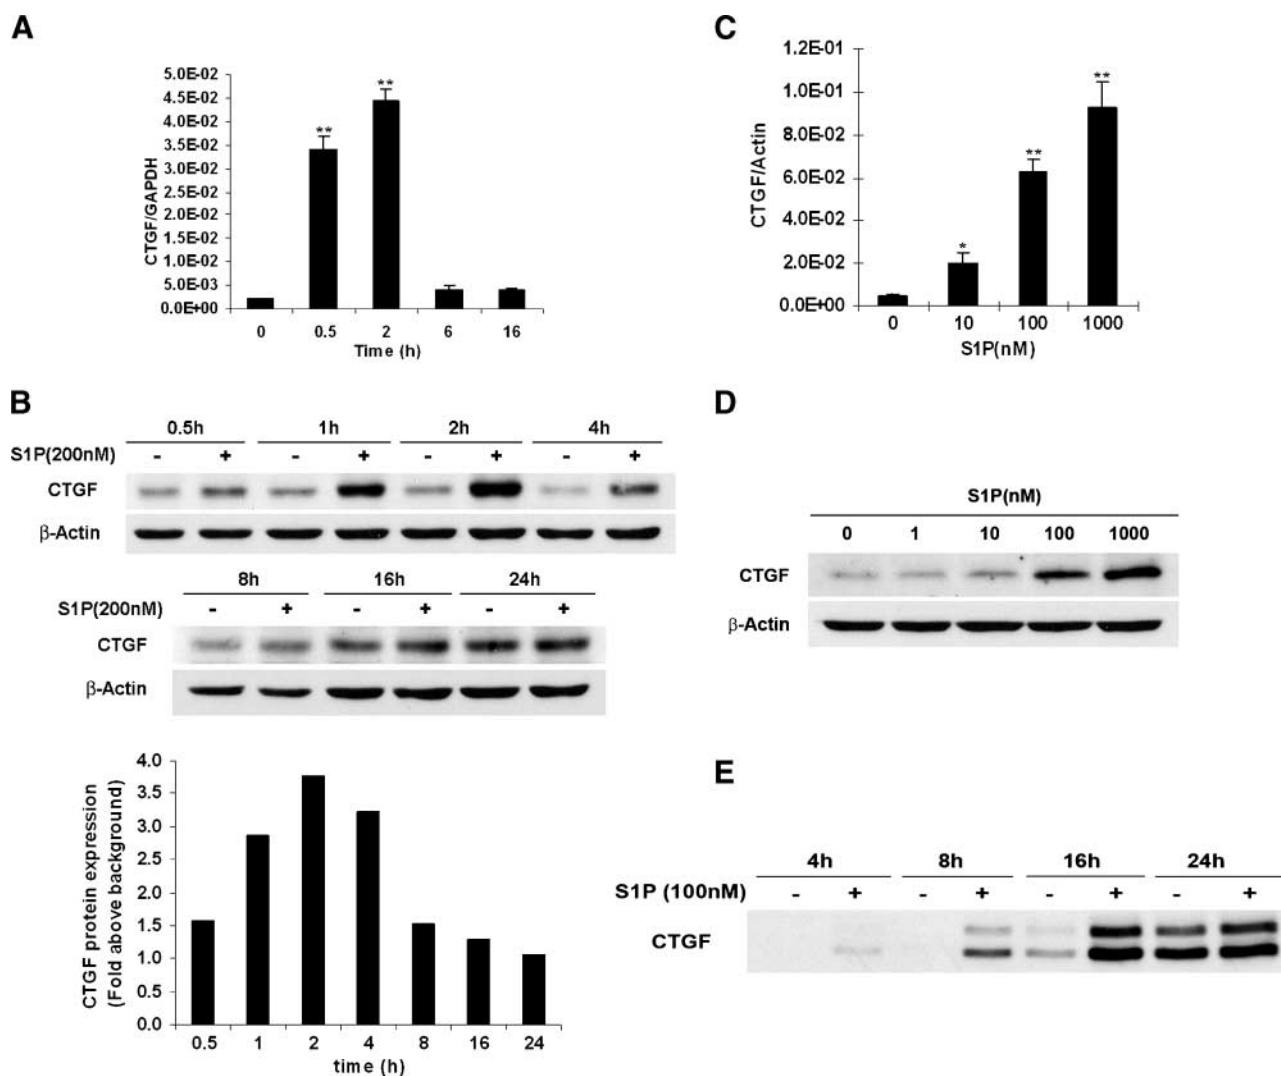 A
5.0E-02
4.5E-02
4.0E-02
3.5E-02
3.0E-02
2.5E-02
2.0E-02
1.5E-02
1.0E-02
5.0E-03
0.0E+00
CTGF/GAPDH
**
**
0 0.5 2 6 16
Time (h)
C
1.2E-01
1.0E-01
8.0E-02
6.0E-02
4.0E-02
2.0E-02
0.0E+00
CTGF/Actin
*
**
**
0 10 100 1000
S1P(nM)
B
0.5h 1h 2h 4h
S1P(200nM) - + - + - + - +
CTGF
β-Actin
8h 16h 24h
S1P(200nM) - + - + - +
CTGF
β-Actin
4.0
3.5
3.0
2.5
2.0
1.5
1.0
0.5
0.0
CTGF protein expression
(Fold above background)
0.5 1 2 4 8 16 24
time (h)
D
S1P(nM)
0 1 10 100 1000
CTGF
β-Actin
E
4h 8h 16h 24h
S1P (100nM) - + - + - + - +
CTGF